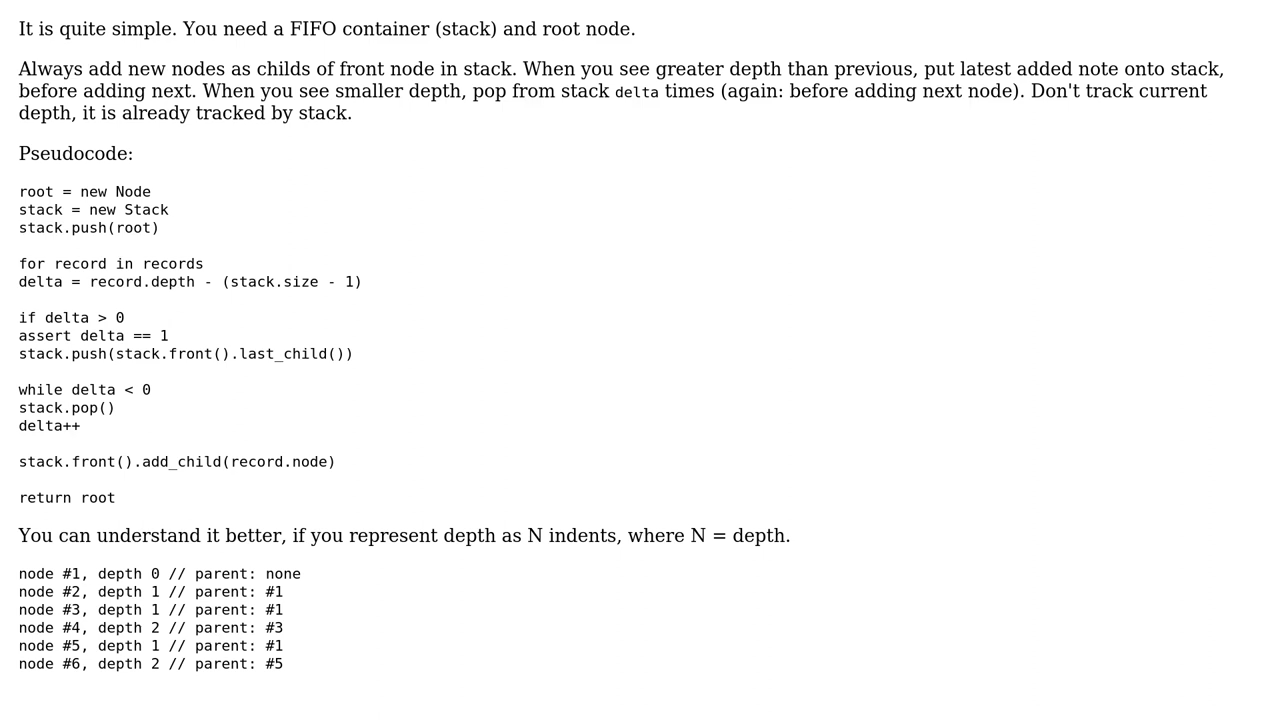 It is quite simple. You need a FIFO container (stack) and root node.
Always add new nodes as childs of front node in stack. When you see greater depth than previous, put latest added note onto stack,
before adding next. When you see smaller depth, pop from stack delta times (again: before adding next node). Don't track current
depth, it is already tracked by stack.
Pseudocode:
root = new Node
stack = new Stack
stack.push(root)
for record in records
delta = record.depth - (stack.size - 1)
if delta > 0
assert delta == 1
stack.push(stack.front().last_child())
while delta < 0
stack.pop()
delta++
stack.front().add_child(record.node)
return root
You can understand it better, if you represent depth as N indents, where N = depth.
node #1, depth 0 // parent: none
node #2, depth 1 // parent: #1
node #3, depth 1 // parent: #1
node #4, depth 2 // parent: #3
node #5, depth 1 // parent: #1
node #6, depth 2 // parent: #5